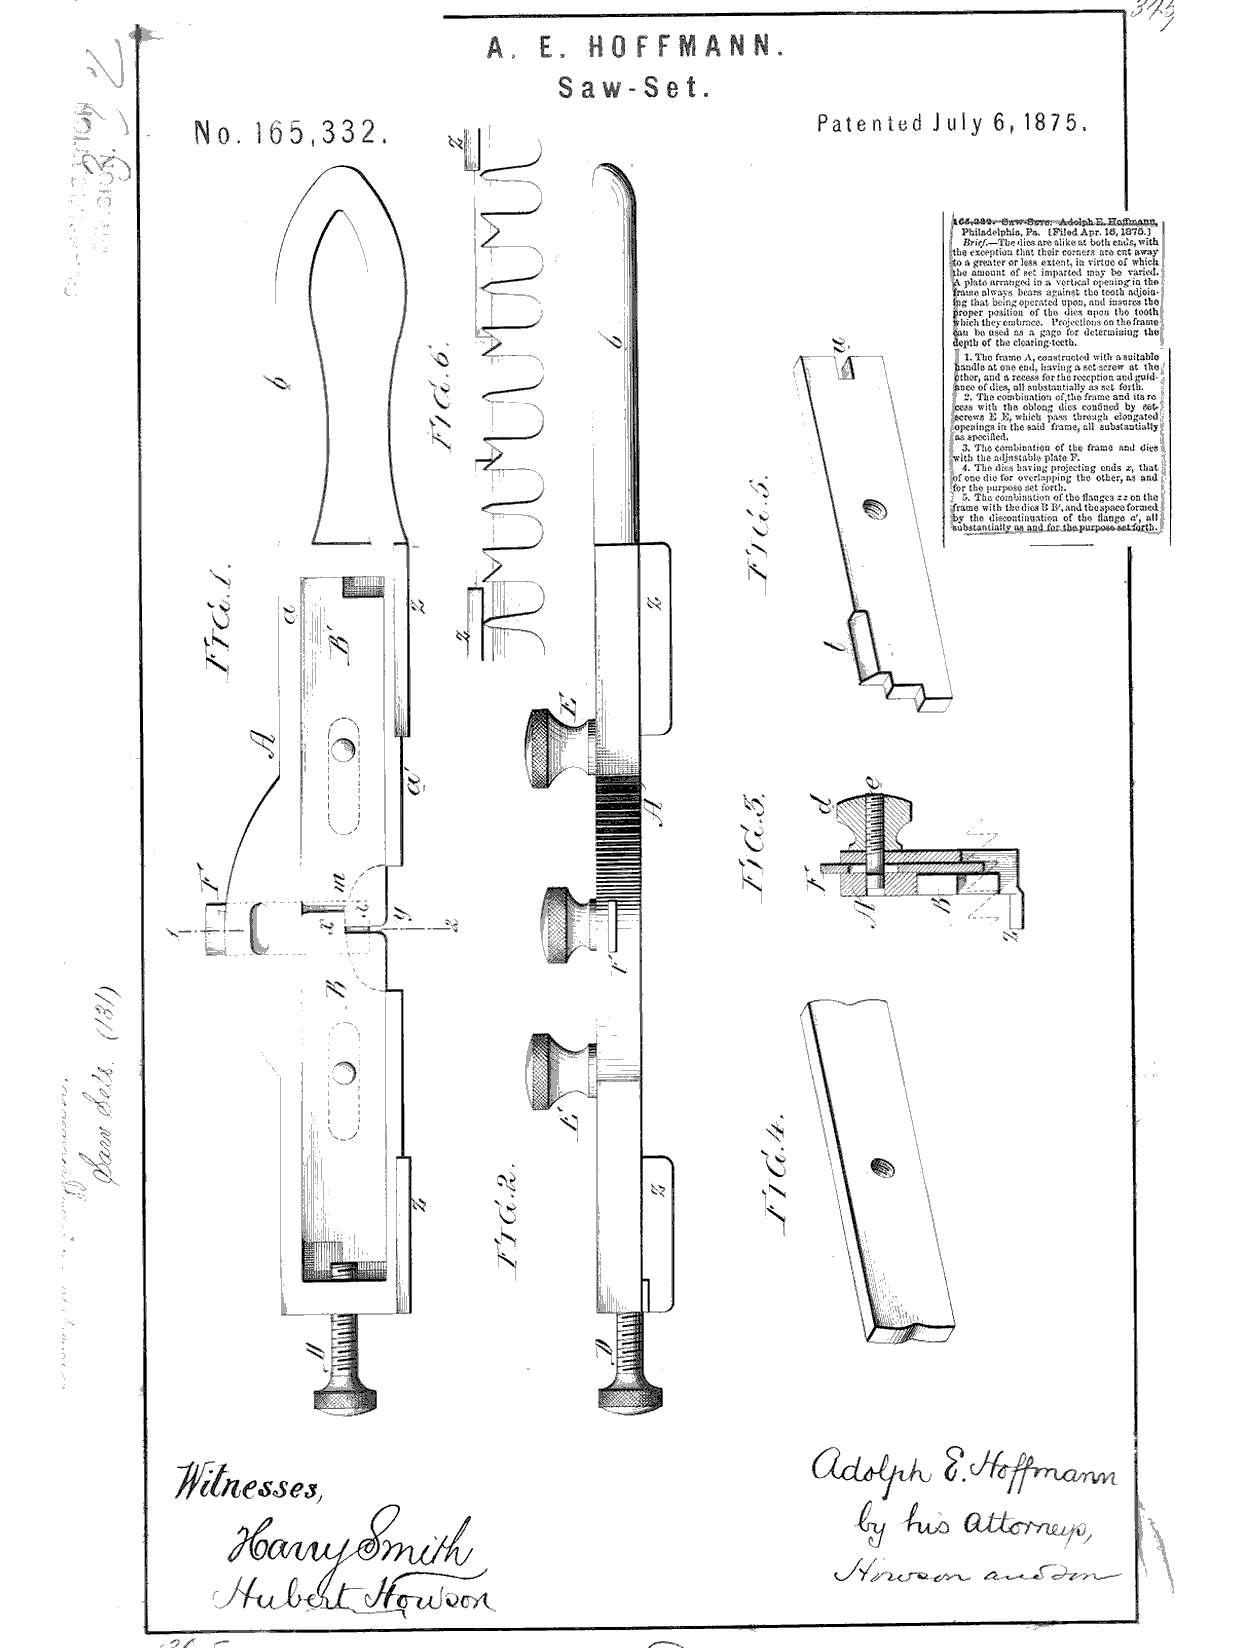 A. E. HOFFMANN.
Saw-Set.
No. 165,332.
Patented July 6, 1875.
165,332. Saw-Sets. Adolph E. Hoffmann,
Philadelphia, Pa. [Filed Apr. 16, 1875.]
Brief.—The dies are alike at both ends, with
the exception that their corners are cut away
to a greater or less extent, in virtue of which
the amount of set imparted may be varied.
A plate arranged in a vertical opening in the
frame always bears against the tooth adjoin-
ing that being operated upon, and insures the
proper position of the dies upon the tooth
which they embrace. Projections on the frame
can be used as a gage for determining the
depth of the clearing-teeth.
1. The frame A, constructed with a suitable
handle at one end, having a set-screw at the
other, and a recess for the reception and guid-
ance of dies, all substantially as set forth.
2. The combination of the frame and its re
cess with the oblong dies confined by set-
screws E E, which pass through elongated
openings in the said frame, all substantially
as specified.
3. The combination of the frame and dies
with the adjustable plate F.
4. The dies having projecting ends x, that
of one die for overlapping the other, as and
for the purpose set forth.
5. The combination of the flanges z z on the
frame with the dies B B', and the space formed
by the discontinuation of the flange a', all
substantially as and for the purpose set forth.
FIG.1.
b
a
B'
z
A
a'
F
m
x
x
y
1
2
B
z
D
FIG.6.
z
z
FIG.2.
b
z
E
A
F
E
z
D
FIG.5.
u
t
FIG.3.
d
e
F
A
B
z
FIG.4.
Saw Sets. (131)
Witnesses,
Harry Smith
Hubert Howson
Adolph E. Hoffmann
by his Attorneys,
Howson and Son